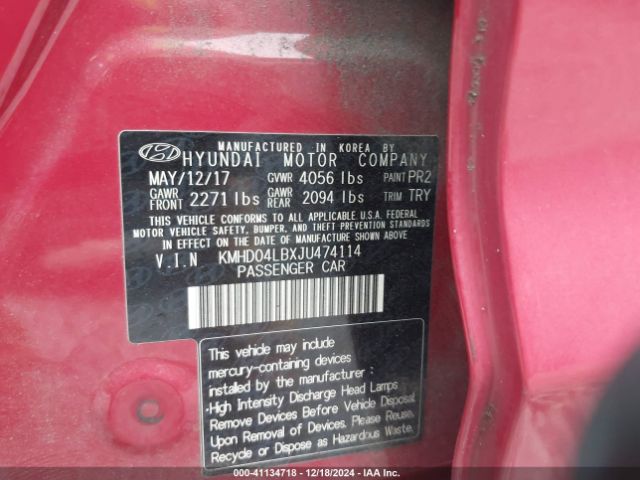 MANUFACTURED IN KOREA BY
HYUNDAI MOTOR COMPANY
MAY/12/17 GVWR 4056 lbs PAINT PR2
GAWR FRONT 2271 lbs GAWR REAR 2094 lbs TRIM TRY
THIS VEHICLE CONFORMS TO ALL APPLICABLE U.S.A. FEDERAL
MOTOR VEHICLE SAFETY, BUMPER, AND THEFT PREVENTION
STANDARDS IN EFFECT ON THE DATE OF MANUFACTURE SHOWN ABOVE
V.I.N KMHD04LBXJU474114
PASSENGER CAR
This vehicle may include
mercury-containing devices
installed by the manufacturer :
·High Intensity Discharge Head Lamps
Remove Devices Before Vehicle Disposal
Upon Removal of Devices. Please Reuse,
Recycle or Dispose as Hazardous Waste.
000-41134718 – 12/18/2024 – IAA Inc.